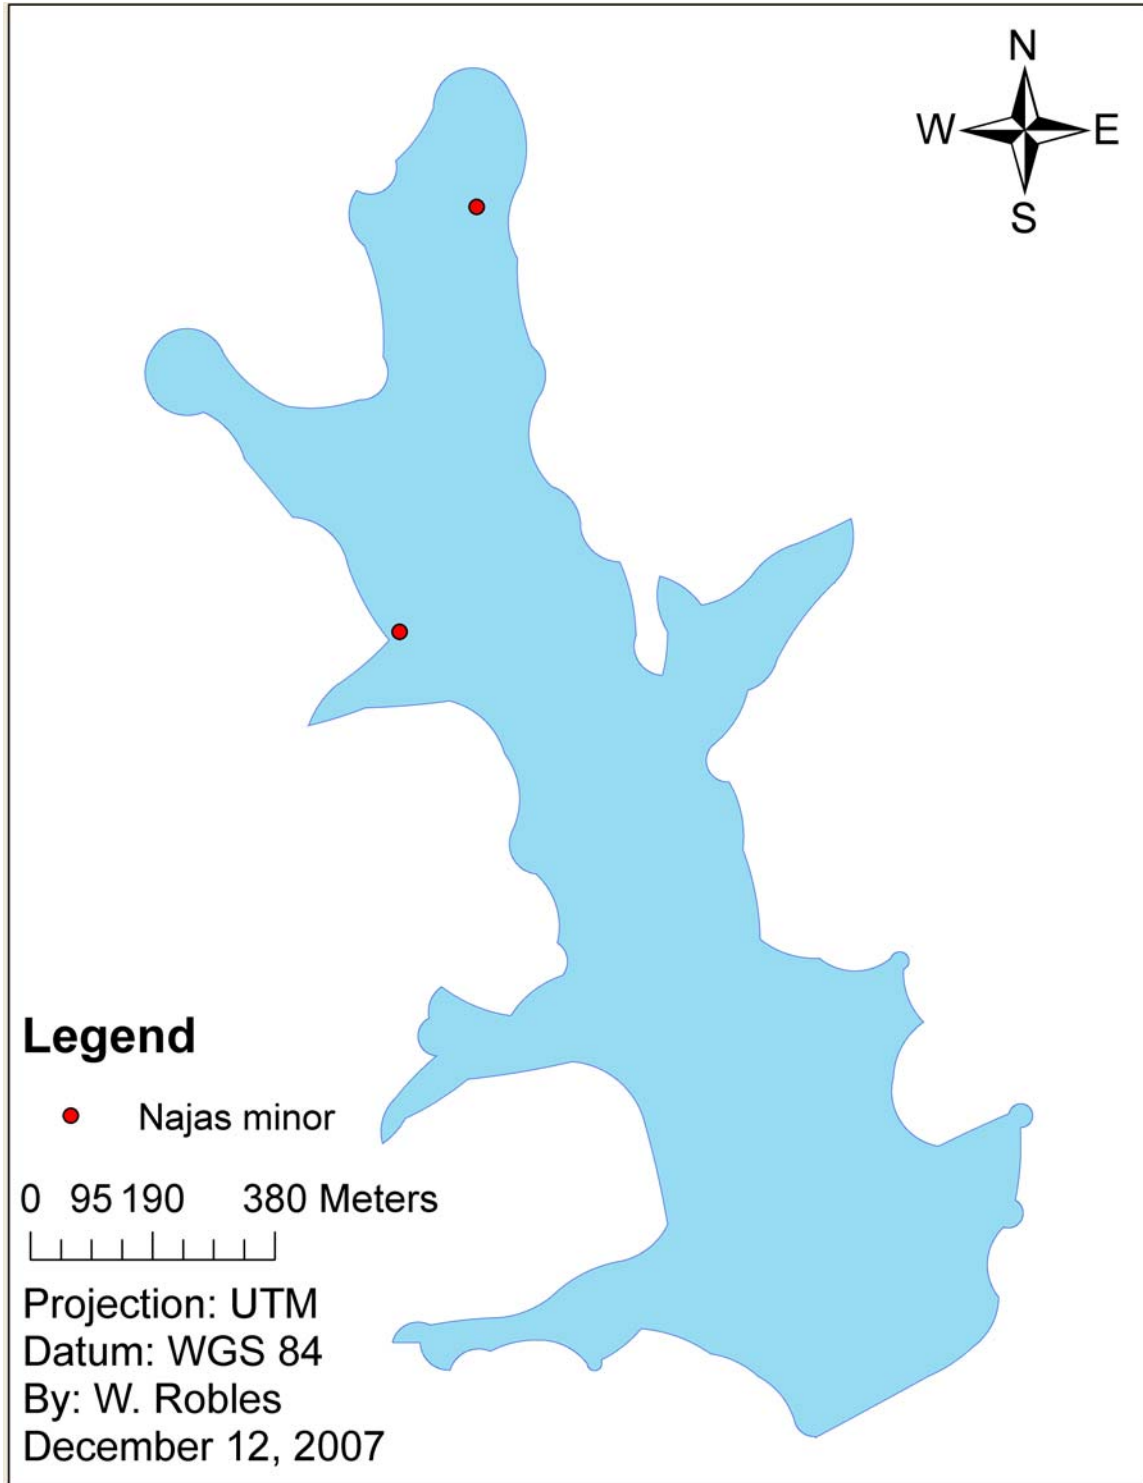 N
W E
S
Legend
Najas minor
0 95 190 380 Meters
Projection: UTM
Datum: WGS 84
By: W. Robles
December 12, 2007